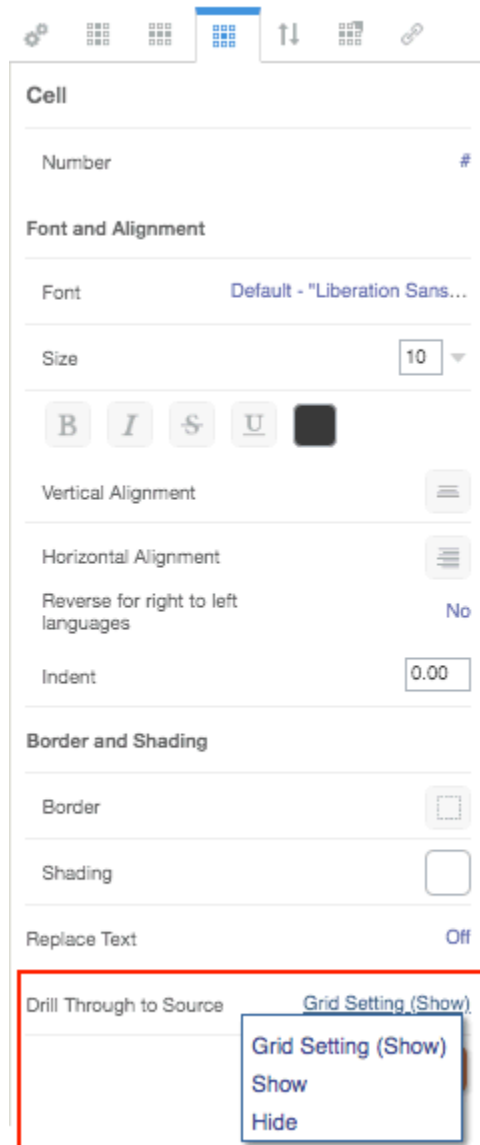 Cell
Number #
Font and Alignment
Font Default - "Liberation Sans...
Size 10
B I S U
Vertical Alignment
Horizontal Alignment
Reverse for right to left
languages No
Indent 0.00
Border and Shading
Border
Shading
Replace Text Off
Drill Through to Source Grid Setting (Show)
Grid Setting (Show)
Show
Hide